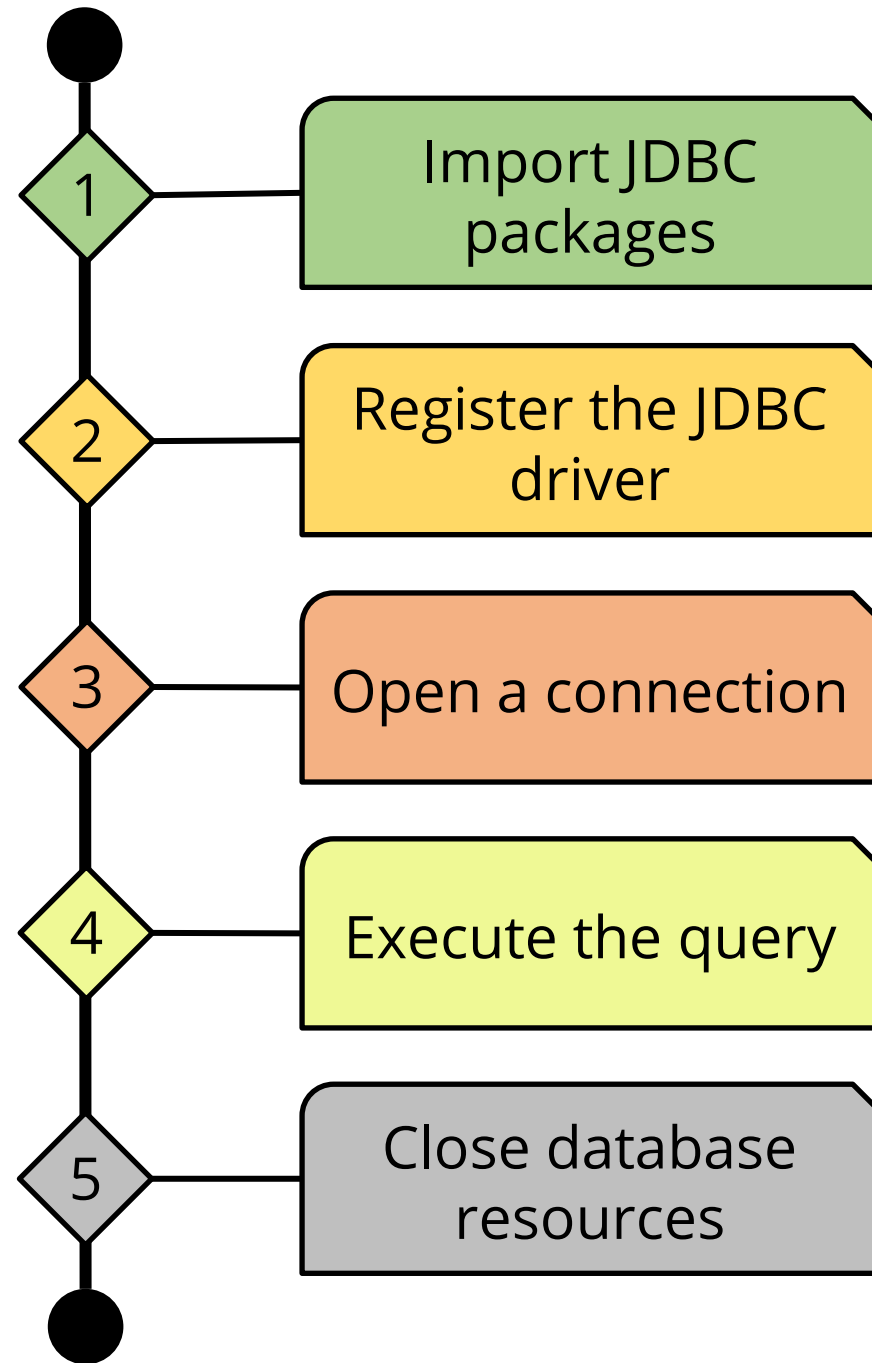 1
Import JDBC
packages
2
Register the JDBC
driver
3
Open a connection
4
Execute the query
5
Close database
resources